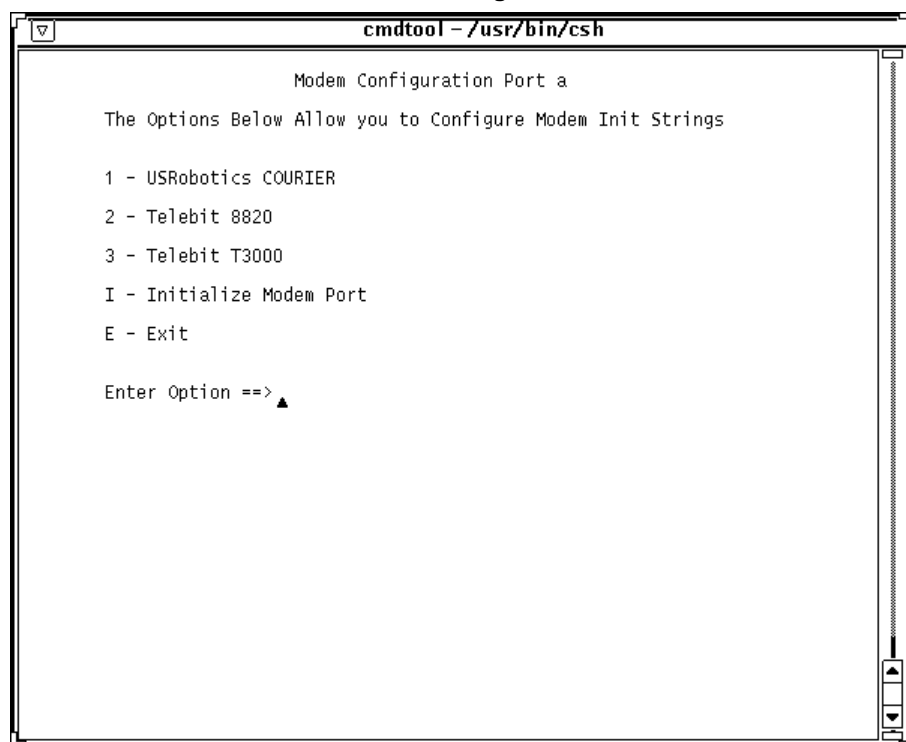 cmdtool – /usr/bin/csh
Modem Configuration Port a
The Options Below Allow you to Configure Modem Init Strings
1 - USRobotics COURIER
2 - Telebit 8820
3 - Telebit T3000
I - Initialize Modem Port
E - Exit
Enter Option ==>